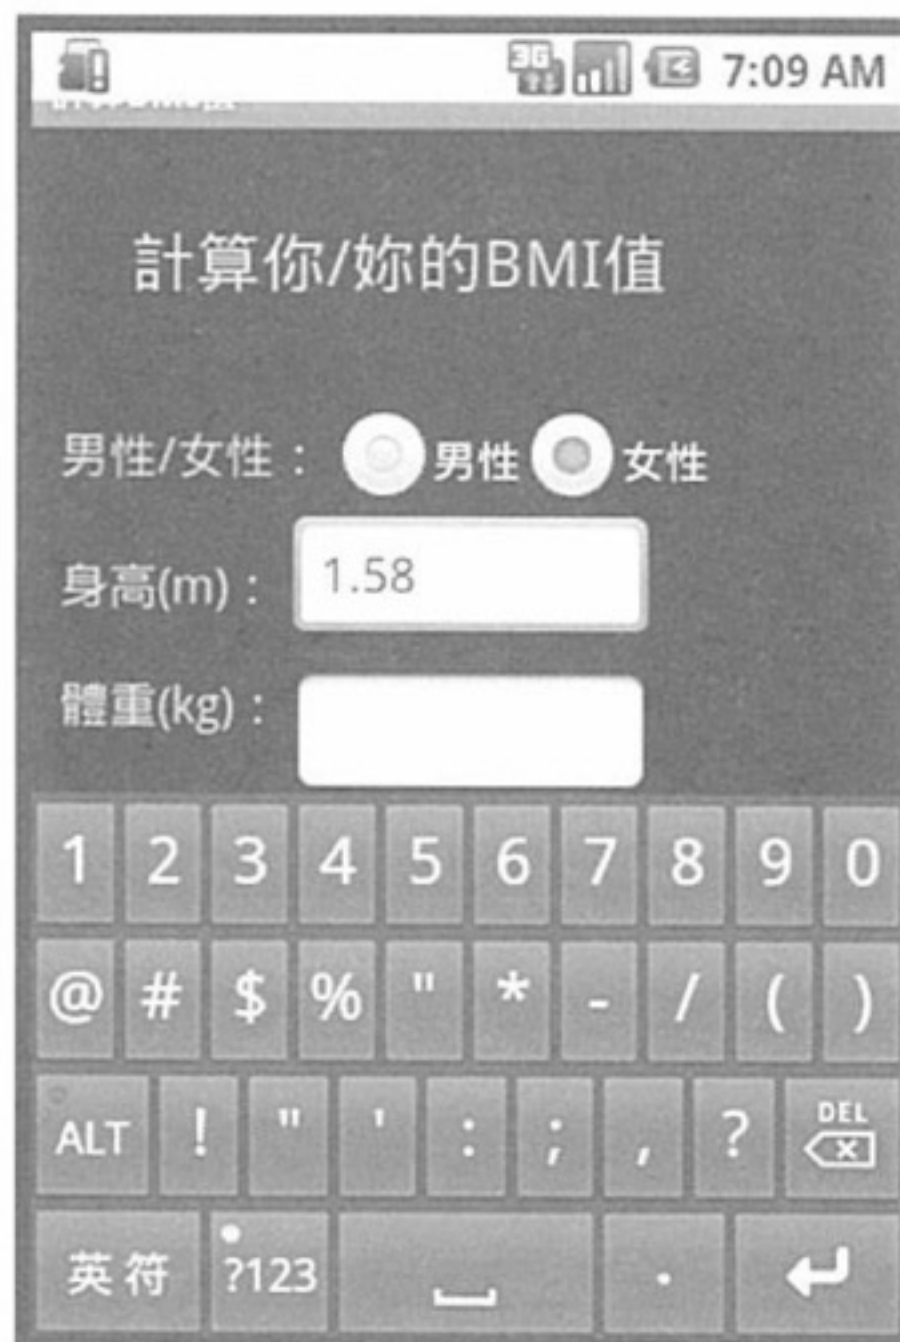 3G 7:09 AM
計算你/妳的BMI值
男性/女性： 男性 女性
身高(m)： 1.58
體重(kg)：
1 2 3 4 5 6 7 8 9 0
@ # $ % " * - / ( )
ALT ! " ' : ; , ? DEL
英符 ?123 .